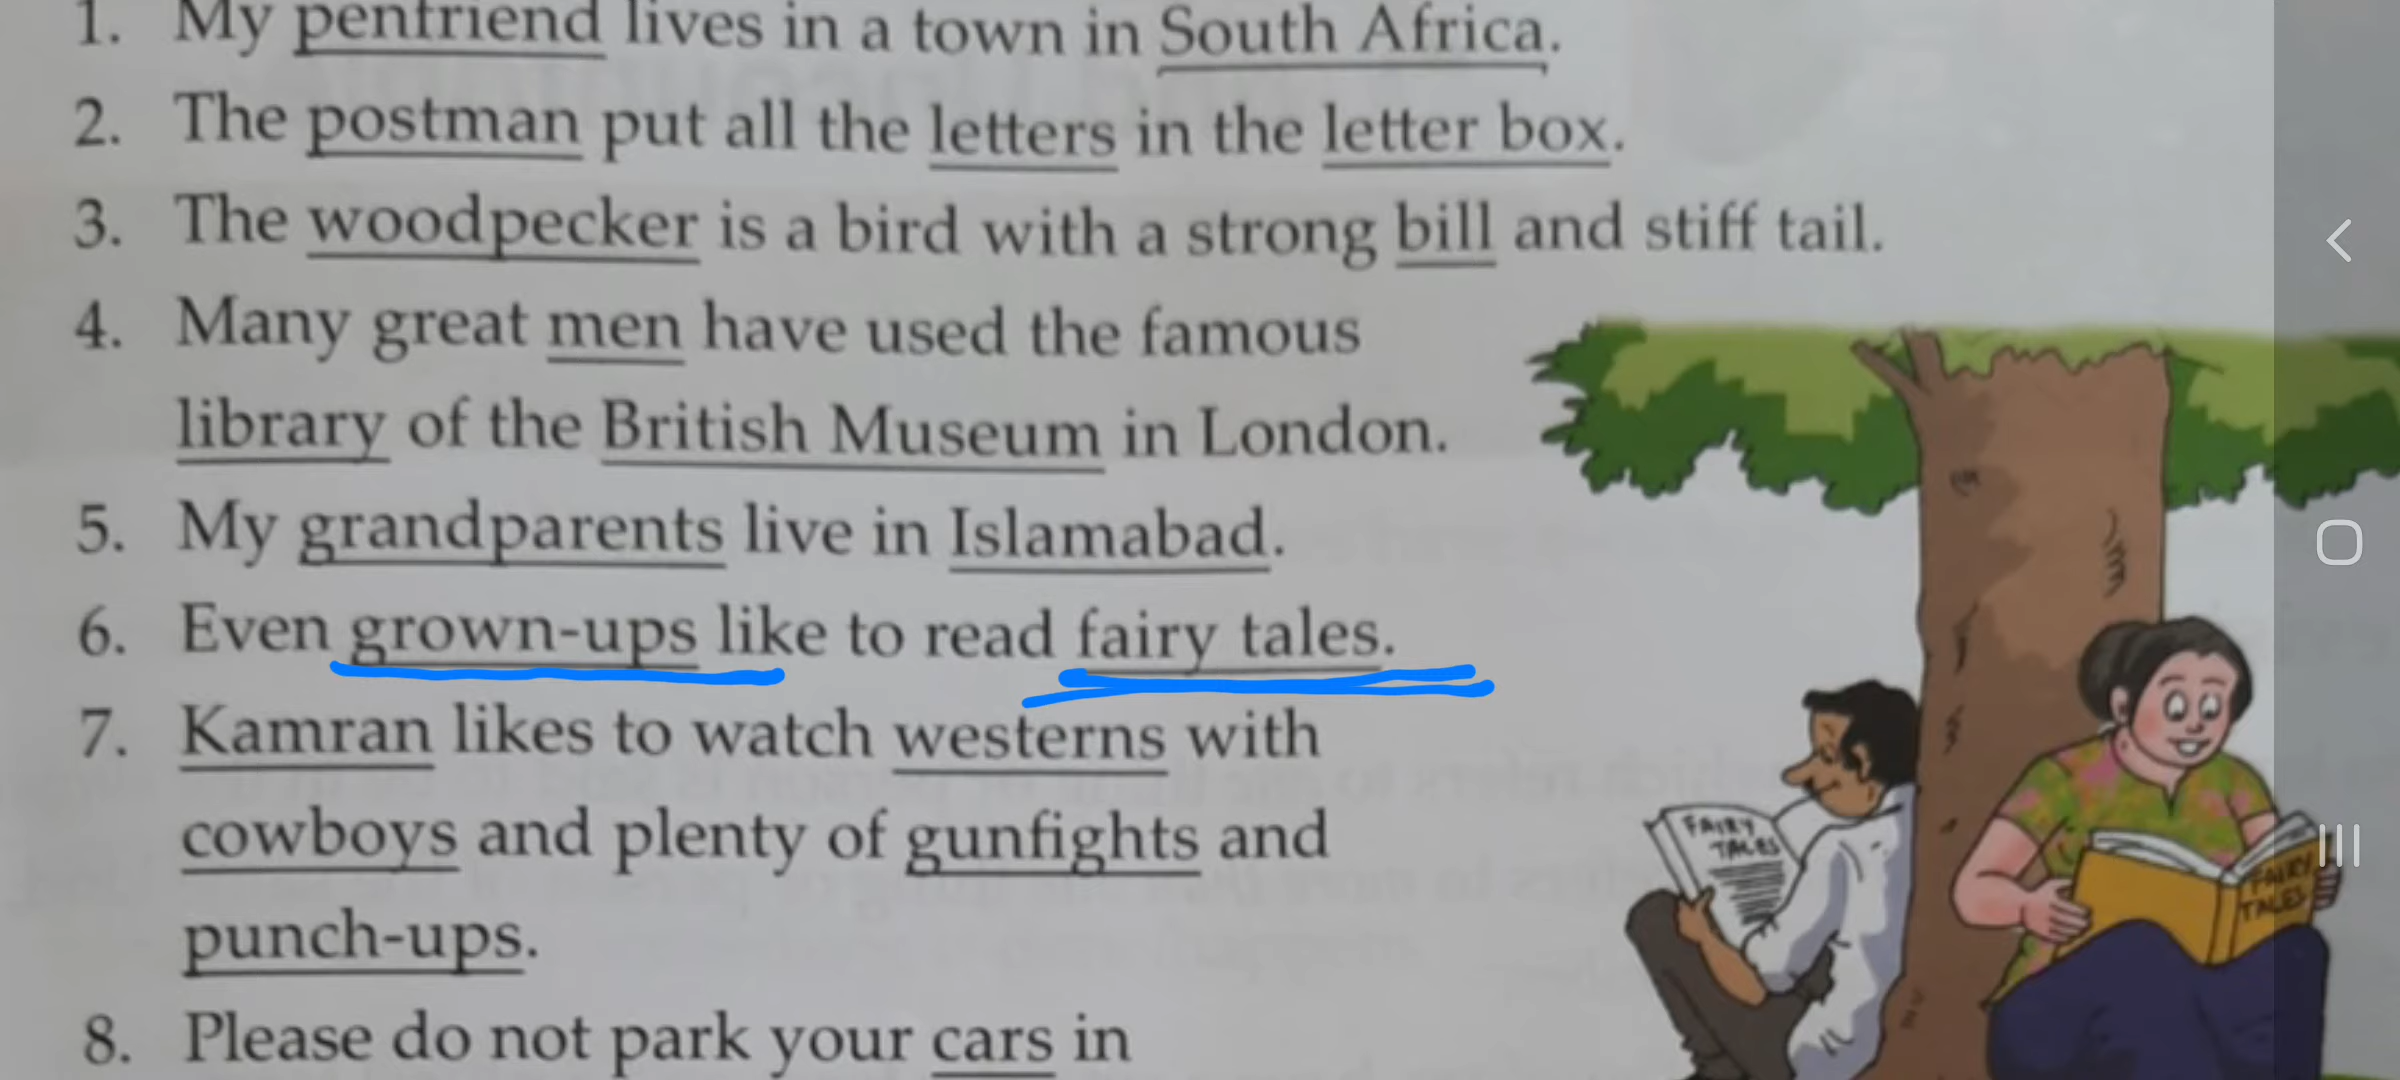 1. My penfriend lives in a town in South Africa.
2. The postman put all the letters in the letter box.
3. The woodpecker is a bird with a strong bill and stiff tail.
4. Many great men have used the famous
library of the British Museum in London.
5. My grandparents live in Islamabad.
6. Even grown-ups like to read fairy tales.
7. Kamran likes to watch westerns with
cowboys and plenty of gunfights and
punch-ups.
8. Please do not park your cars in
FAIRY
TALES
FAIRY
TALES